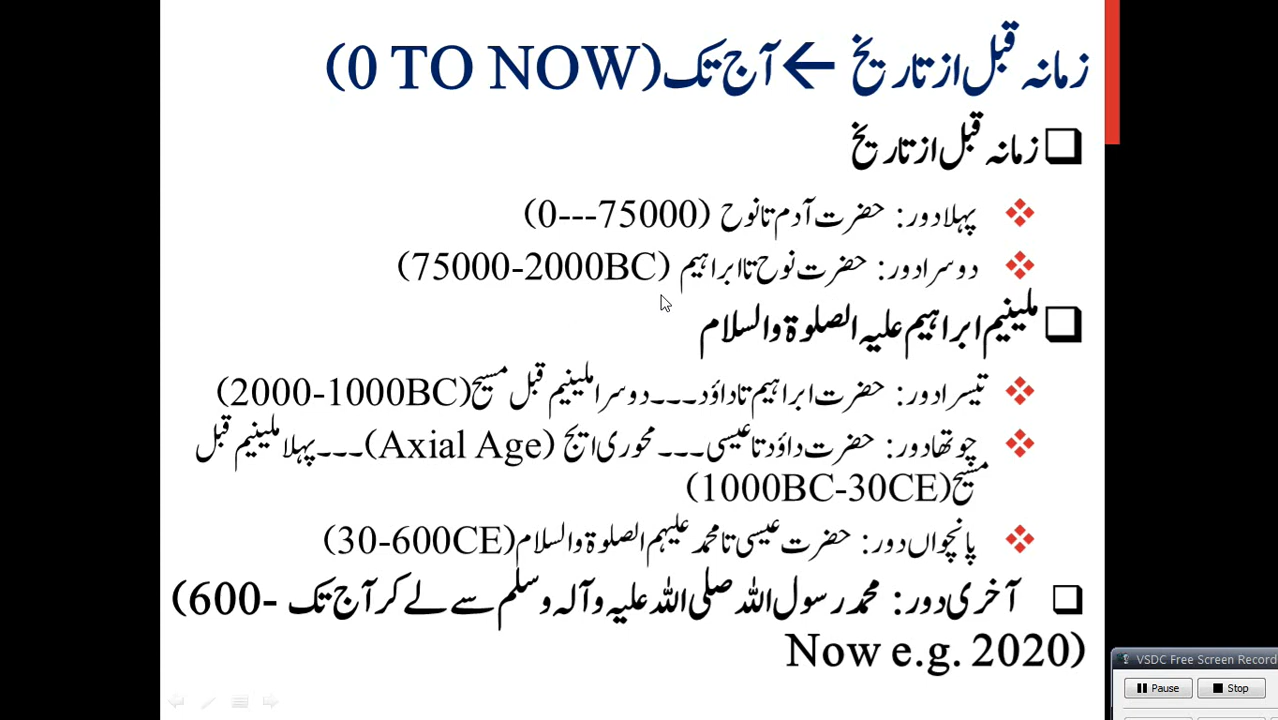 زمانہ قبل از تاریخ ← آج تک (0 TO NOW)
زمانہ قبل از تاریخ
پہلا دور: حضرت آدم تا نوح (0---75000)
دوسرا دور: حضرت نوح تا ابراہیم (75000-2000BC)
ملینیم ابراہیم علیہ الصلوۃ والسلام
تیسرا دور: حضرت ابراہیم تا داؤد۔۔۔دوسرا ملینیم قبل مسیح (2000-1000BC)
چوتھا دور: حضرت داؤد تا عیسی۔۔۔ محوری ایج (Axial Age)۔۔۔پہلا ملینیم قبل
مسیح (1000BC-30CE)
پانچواں دور: حضرت عیسی تا محمد علیہم الصلوۃ والسلام (30-600CE)
آخری دور: محمد رسول اللہ صلی اللہ علیہ وآلہ وسلم سے لے کر آج تک (600-
Now e.g. 2020)
VSDC Free Screen Record
Pause Stop